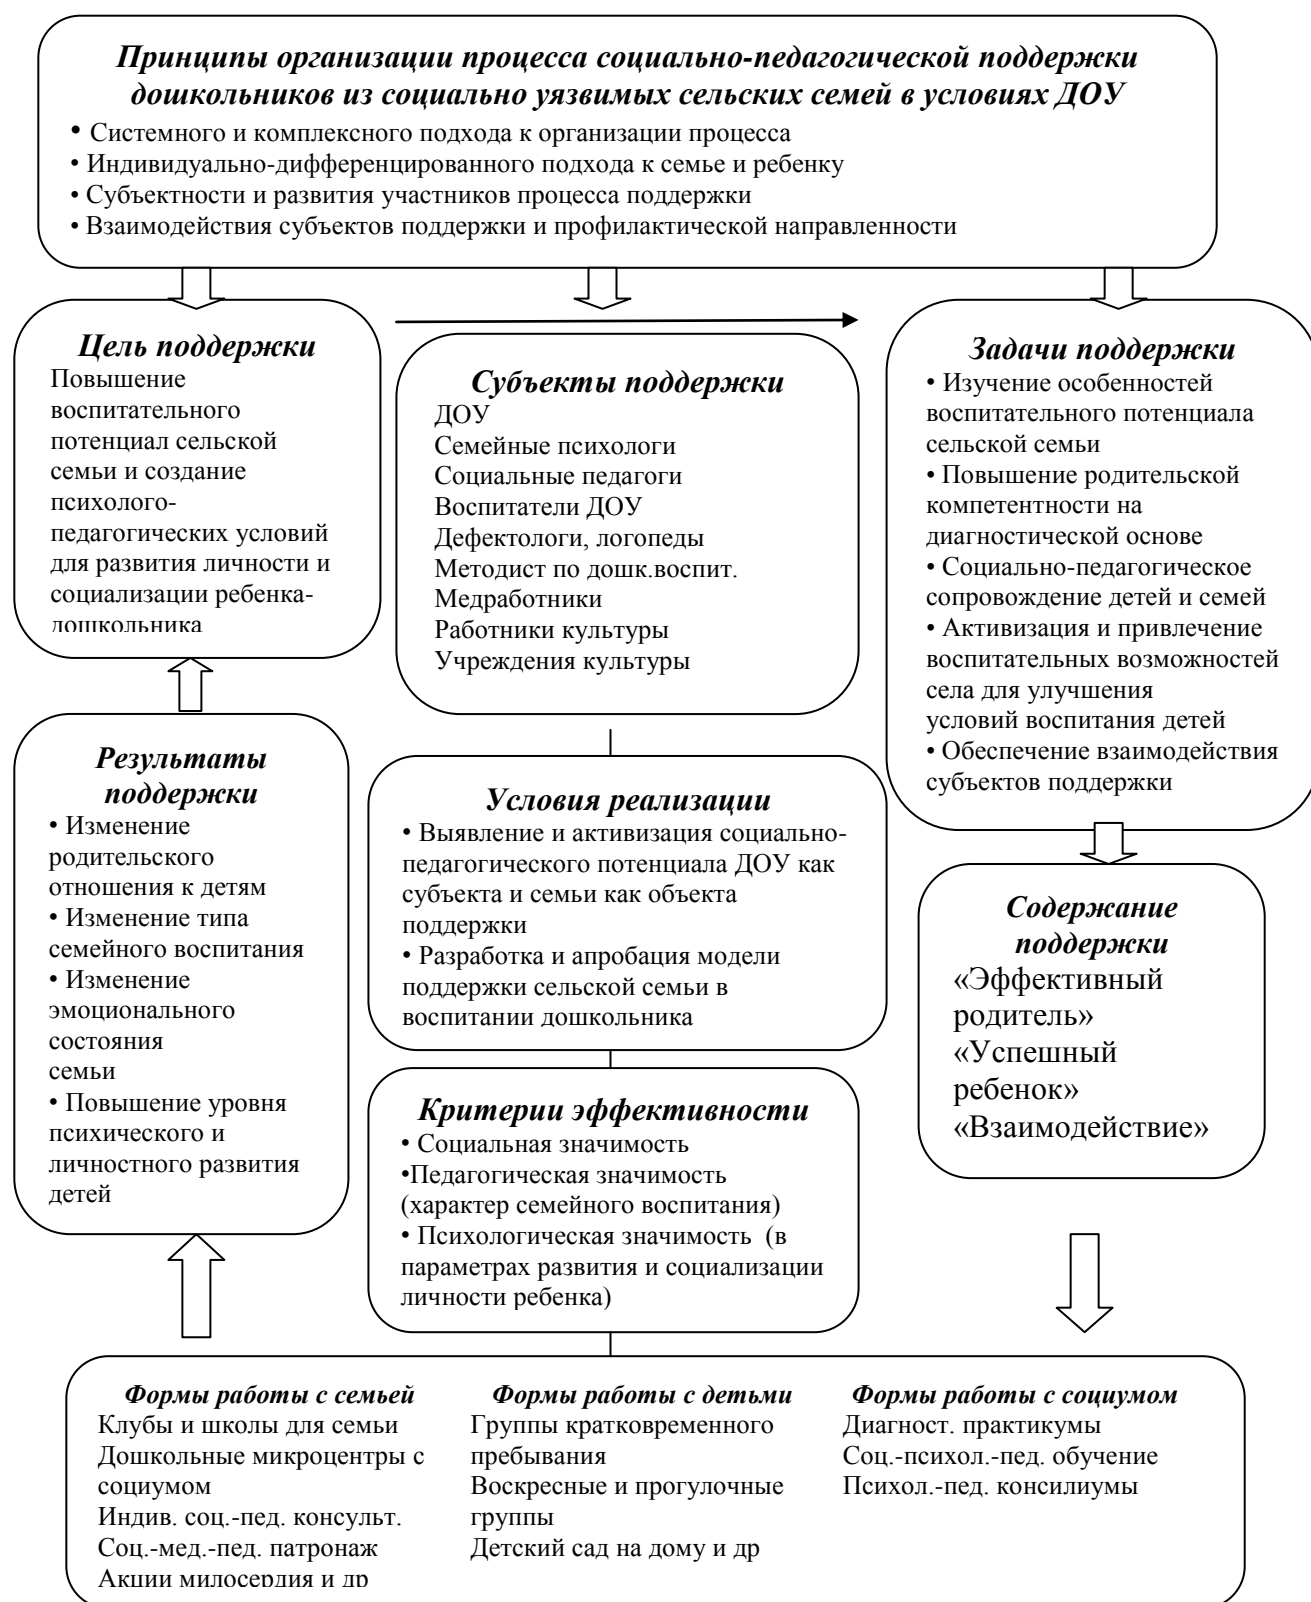 Принципы организации процесса социально-педагогической поддержки
дошкольников из социально уязвимых сельских семей в условиях ДОУ
• Системного и комплексного подхода к организации процесса
• Индивидуально-дифференцированного подхода к семье и ребенку
• Субъектности и развития участников процесса поддержки
• Взаимодействия субъектов поддержки и профилактической направленности
Цель поддержки
Повышение
воспитательного
потенциал сельской
семьи и создание
психолого-
педагогических условий
для развития личности и
социализации ребенка-
дошкольника
Субъекты поддержки
ДОУ
Семейные психологи
Социальные педагоги
Воспитатели ДОУ
Дефектологи, логопеды
Методист по дошк.воспит.
Медработники
Работники культуры
Учреждения культуры
Задачи поддержки
• Изучение особенностей
воспитательного потенциала
сельской семьи
• Повышение родительской
компетентности на
диагностической основе
• Социально-педагогическое
сопровождение детей и семей
• Активизация и привлечение
воспитательных возможностей
села для улучшения
условий воспитания детей
• Обеспечение взаимодействия
субъектов поддержки
Результаты
поддержки
• Изменение
родительского
отношения к детям
• Изменение типа
семейного воспитания
• Изменение
эмоционального
состояния
семьи
• Повышение уровня
психического и
личностного развития
детей
Условия реализации
• Выявление и активизация социально-
педагогического потенциала ДОУ как
субъекта и семьи как объекта
поддержки
• Разработка и апробация модели
поддержки сельской семьи в
воспитании дошкольника
Содержание
поддержки
«Эффективный
родитель»
«Успешный
ребенок»
«Взаимодействие»
Критерии эффективности
• Социальная значимость
•Педагогическая значимость
(характер семейного воспитания)
• Психологическая значимость (в
параметрах развития и социализации
личности ребенка)
Формы работы с семьей
Клубы и школы для семьи
Дошкольные микроцентры с
социумом
Индив. соц.-пед. консульт.
Соц.-мед.-пед. патронаж
Акции милосердия и др
Формы работы с детьми
Группы кратковременного
пребывания
Воскресные и прогулочные
группы
Детский сад на дому и др
Формы работы с социумом
Диагност. практикумы
Соц.-психол.-пед. обучение
Психол.-пед. консилиумы